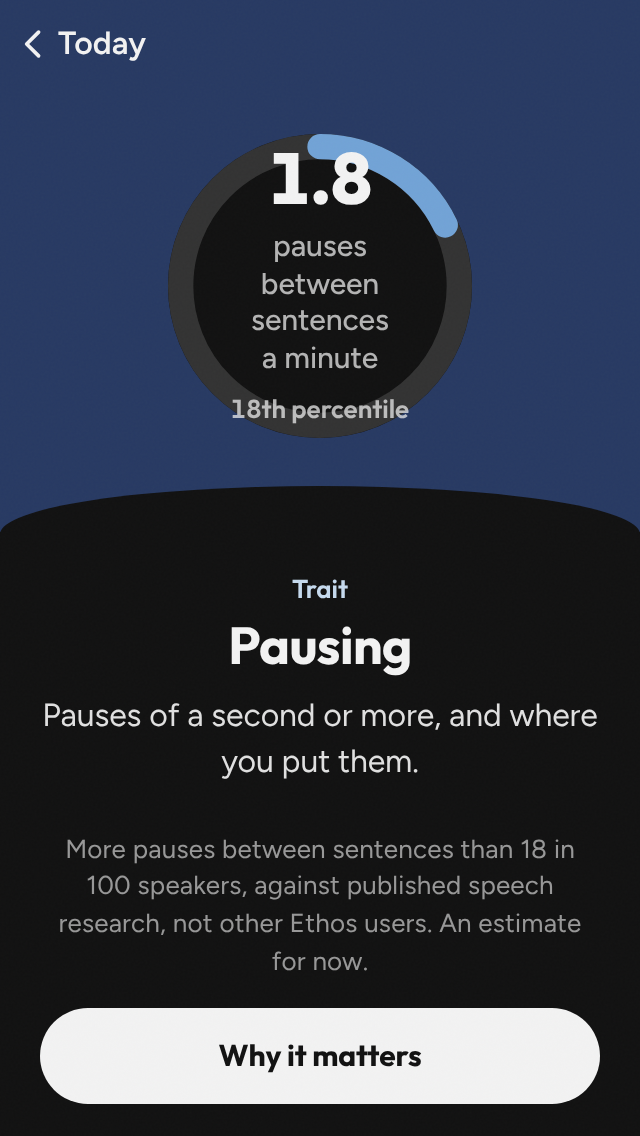 Today
1.8
pauses
between
sentences
a minute
18th percentile
Trait
Pausing
Pauses of a second or more, and where
you put them.
More pauses between sentences than 18 in
100 speakers, against published speech
research, not other Ethos users. An estimate
for now.
Why it matters